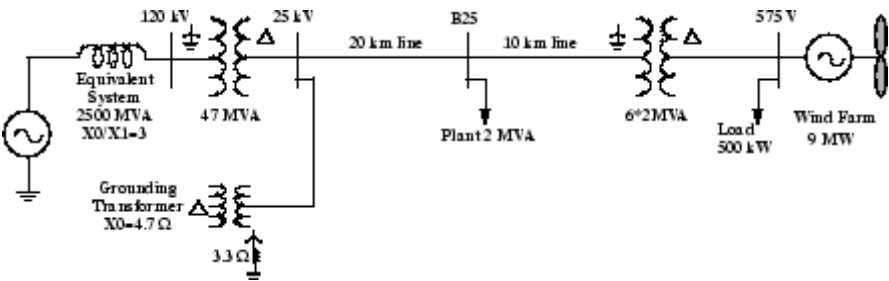 120 kV
25 kV
B25
575 V
20 km line
10 km line
Equivalent
System
2500 MVA
X0/X1=3
47 MVA
Plant 2 MVA
6*2 MVA
Load
500 kW
Wind Farm
9 MW
Grounding
Transformer
X0=4.7 Ω
3.3 Ω